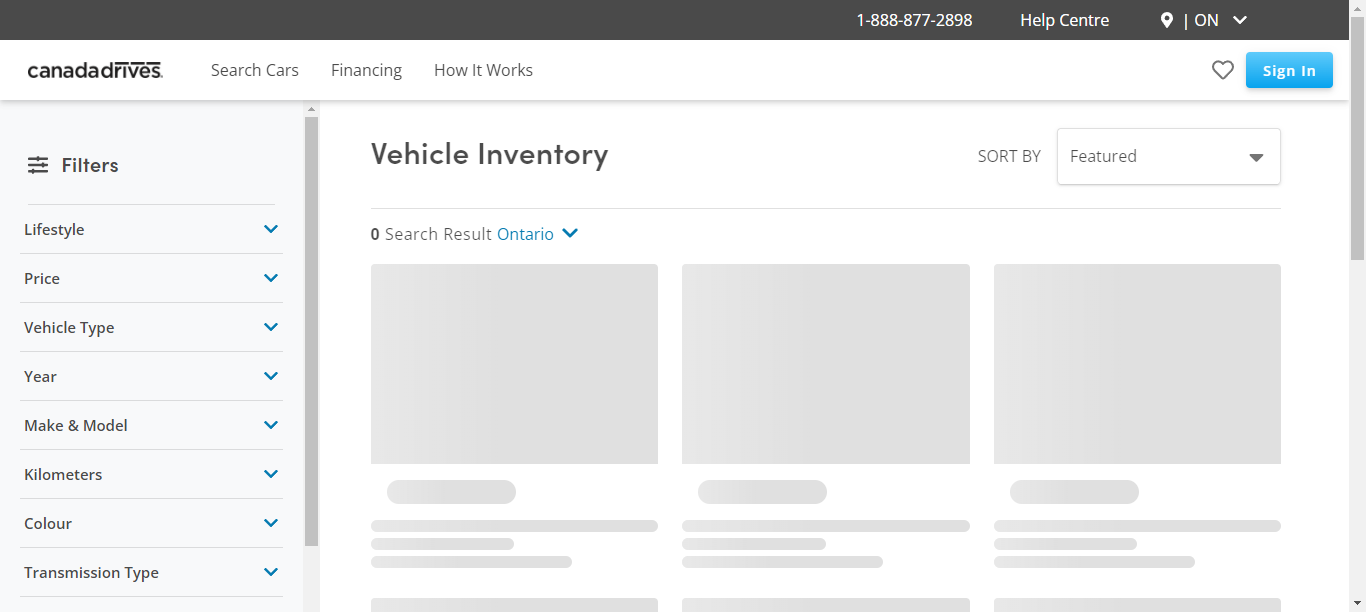 1-888-877-2898 Help Centre | ON
canadadrives. Search Cars Financing How It Works Sign In
Filters
Lifestyle
Price
Vehicle Type
Year
Make & Model
Kilometers
Colour
Transmission Type
Vehicle Inventory
SORT BY Featured
0 Search Result Ontario